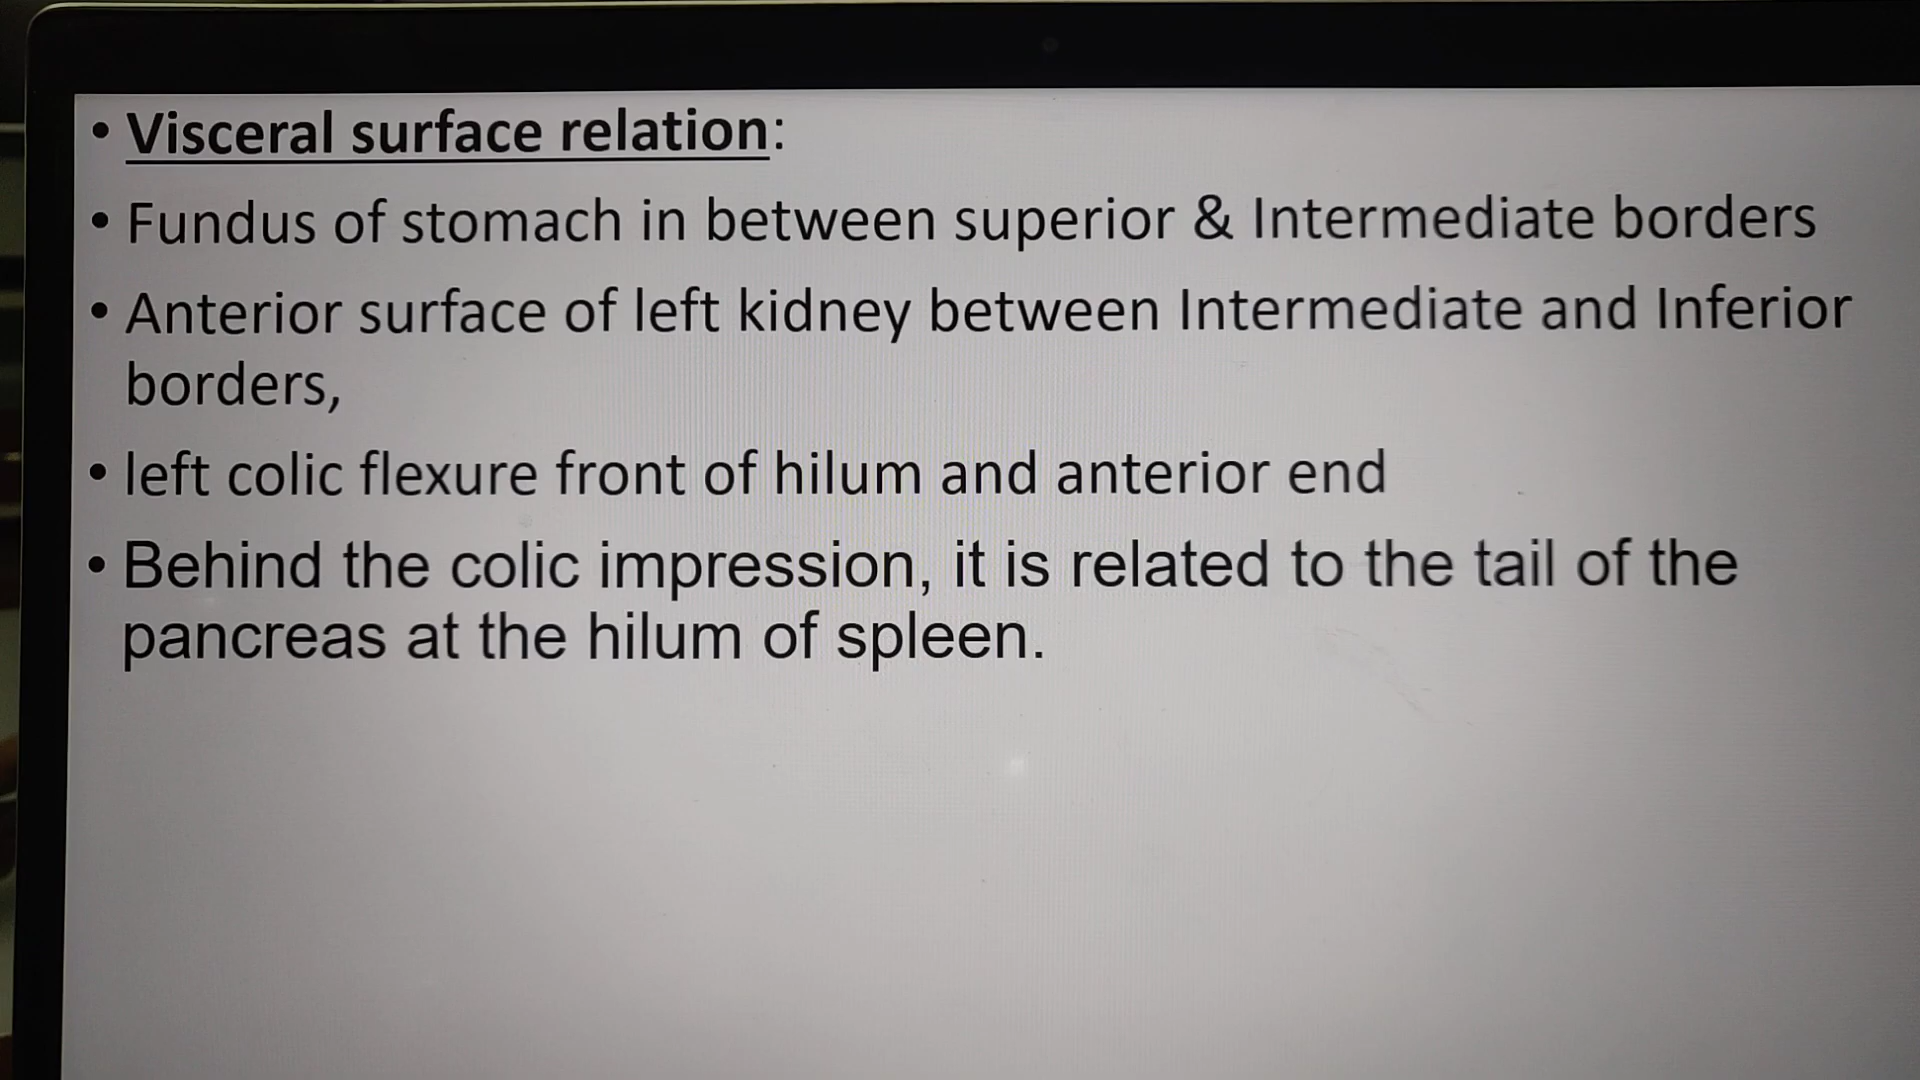 • Visceral surface relation:
• Fundus of stomach in between superior & Intermediate borders
• Anterior surface of left kidney between Intermediate and Inferior
borders,
• left colic flexure front of hilum and anterior end
• Behind the colic impression, it is related to the tail of the
pancreas at the hilum of spleen.